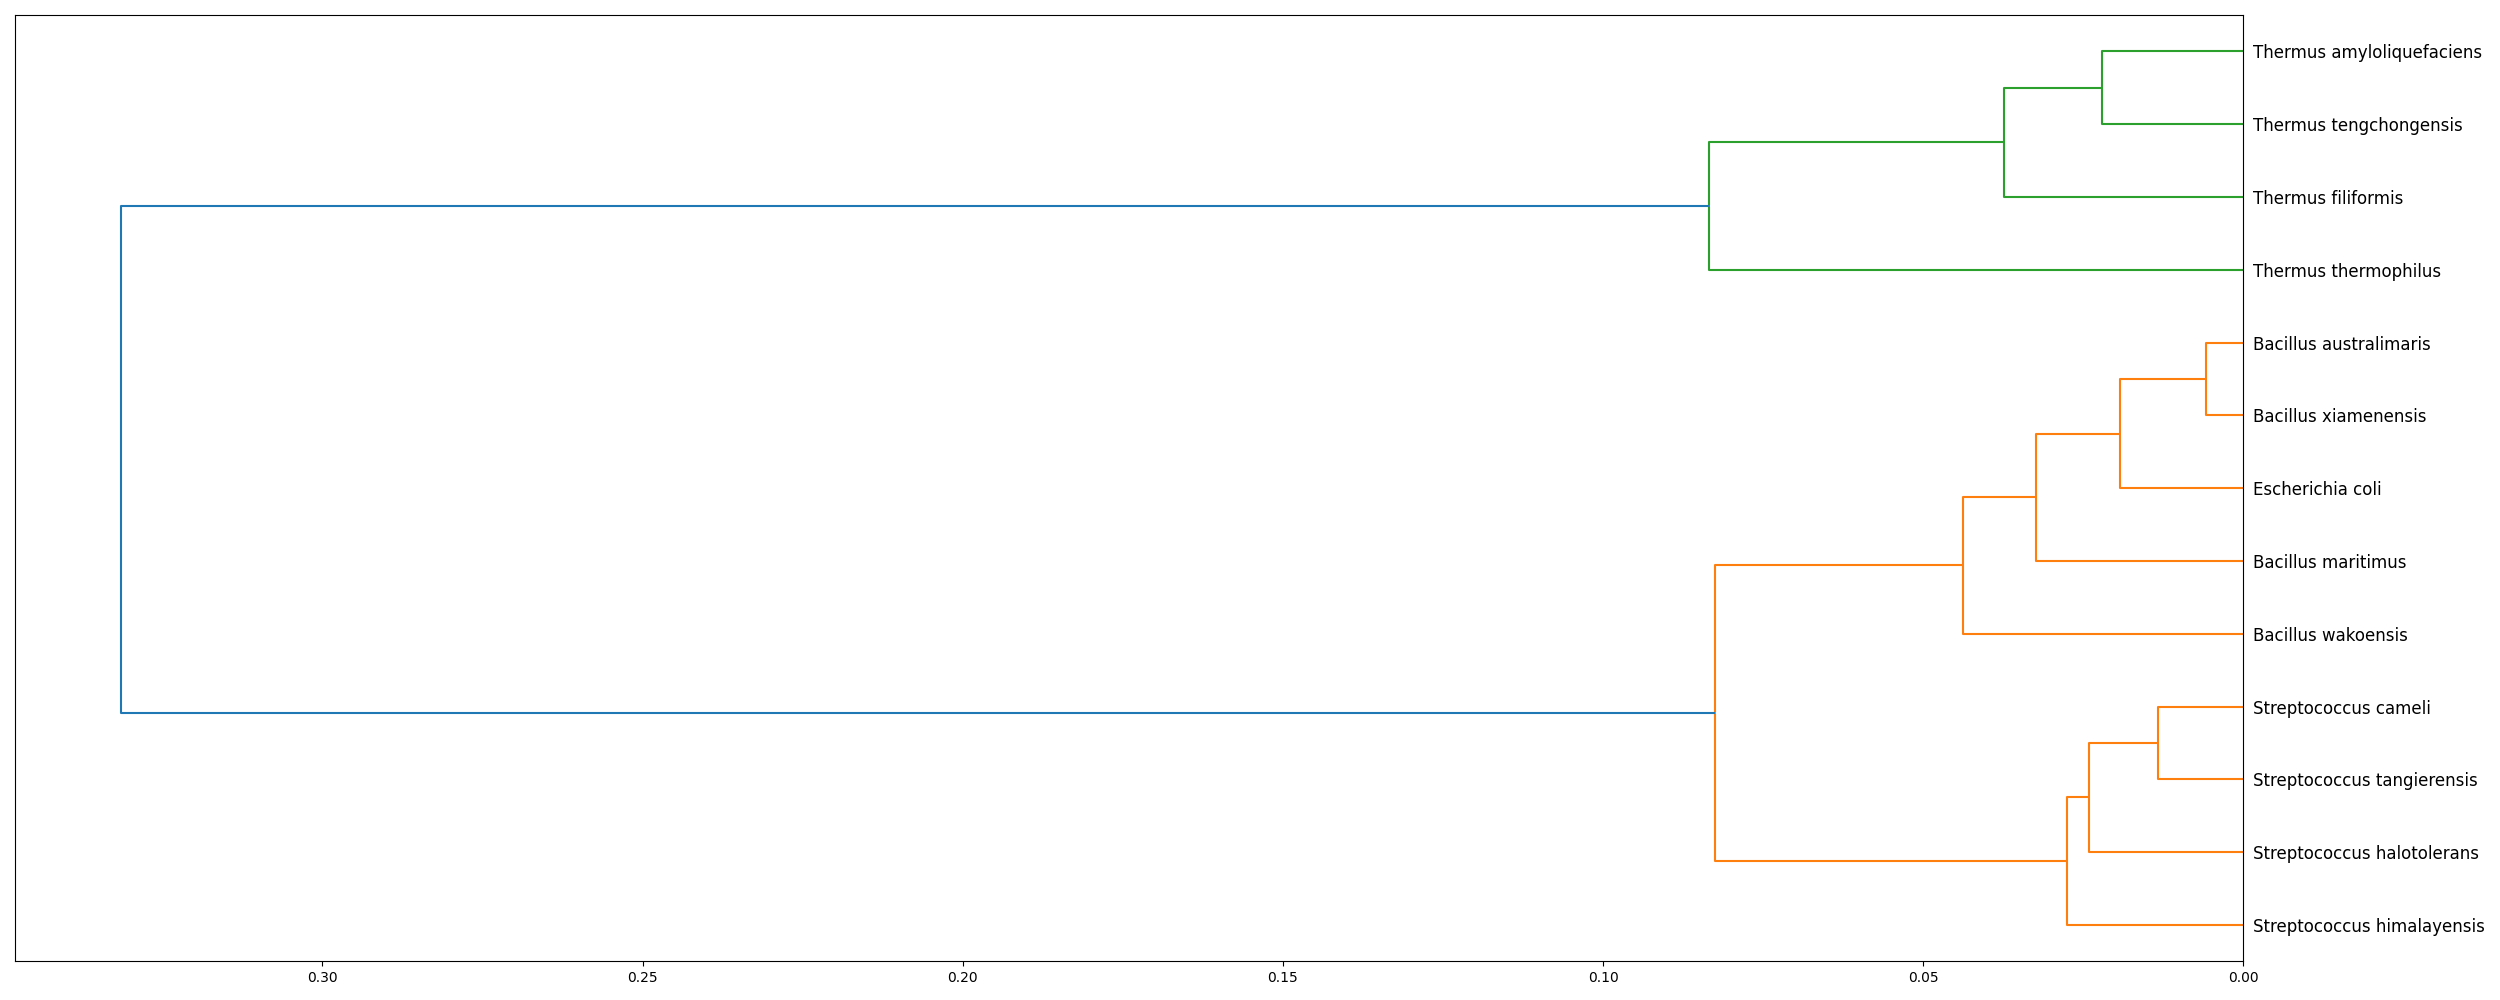 Thermus amyloliquefaciens
Thermus tengchongensis
Thermus filiformis
Thermus thermophilus
Bacillus australimaris
Bacillus xiamenensis
Escherichia coli
Bacillus maritimus
Bacillus wakoensis
Streptococcus cameli
Streptococcus tangierensis
Streptococcus halotolerans
Streptococcus himalayensis
0.30 0.25 0.20 0.15 0.10 0.05 0.00